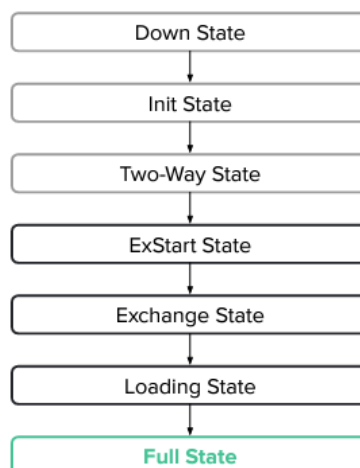 Down State
Init State
Two-Way State
ExStart State
Exchange State
Loading State
Full State